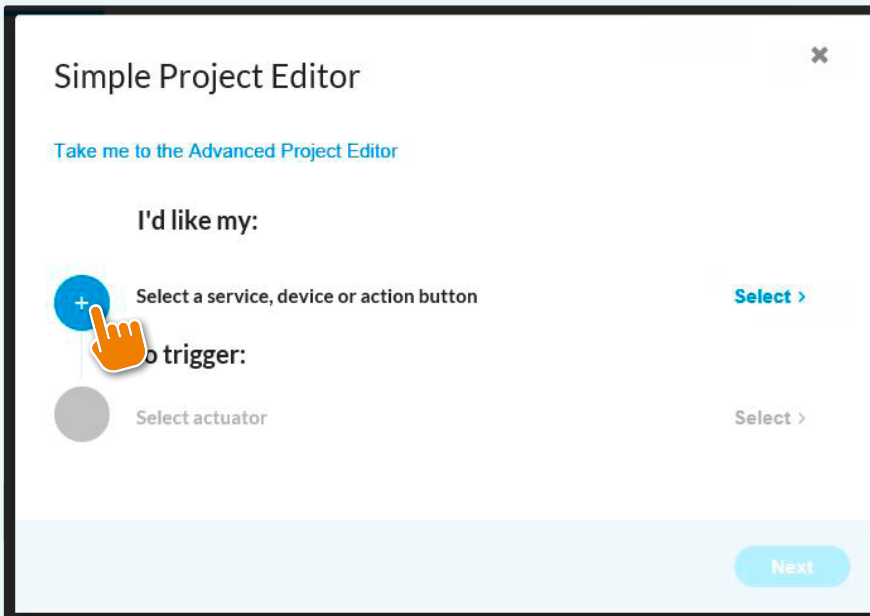 Simple Project Editor
Take me to the Advanced Project Editor
I'd like my:
Select a service, device or action button
Select >
o trigger:
Select actuator
Select >
Next